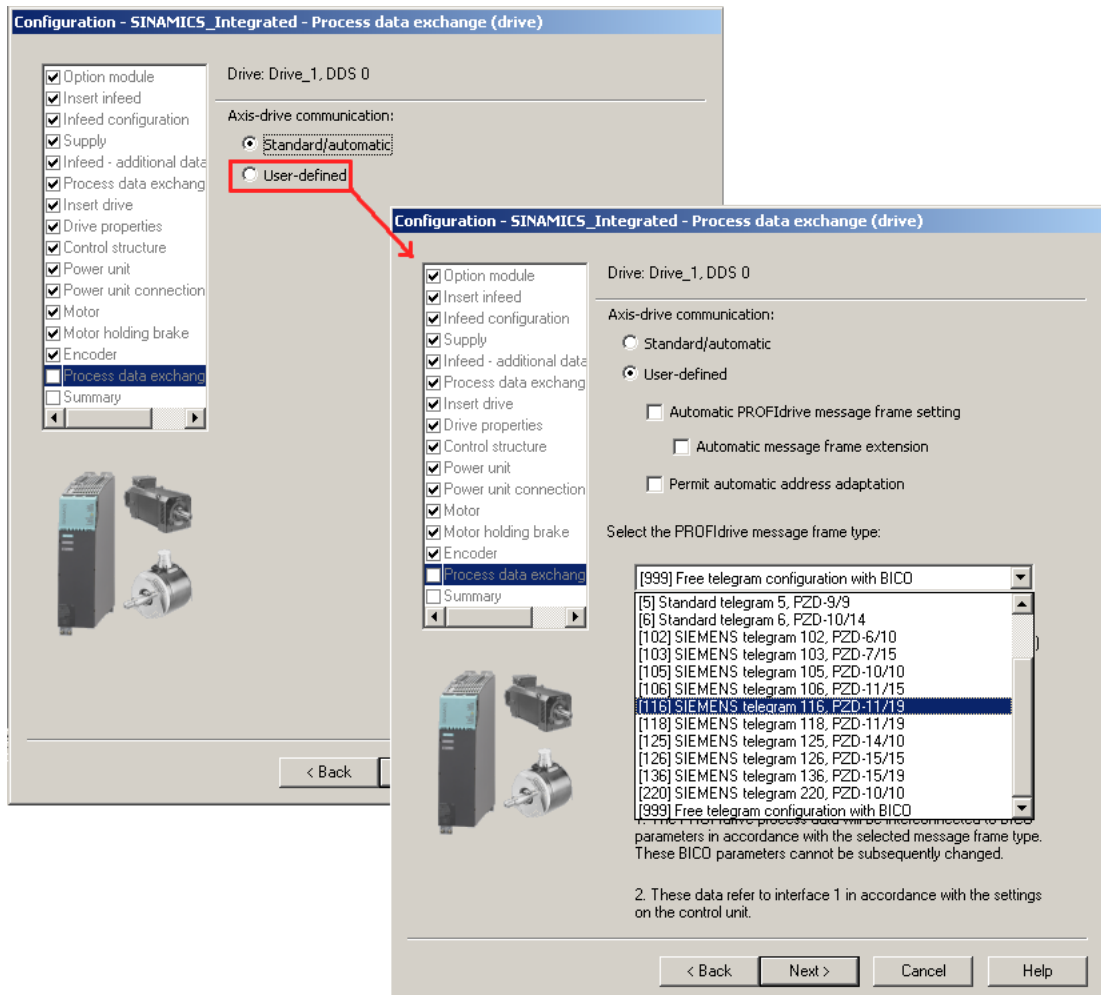 Configuration - SINAMICS_Integrated - Process data exchange (drive)
Option module
Insert infeed
Infeed configuration
Supply
Infeed - additional data
Process data exchang
Insert drive
Drive properties
Control structure
Power unit
Power unit connection
Motor
Motor holding brake
Encoder
Process data exchang
Summary
Drive: Drive_1, DDS 0
Axis-drive communication:
Standard/automatic
User-defined
< Back
Configuration - SINAMICS_Integrated - Process data exchange (drive)
Option module
Insert infeed
Infeed configuration
Supply
Infeed - additional data
Process data exchang
Insert drive
Drive properties
Control structure
Power unit
Power unit connection
Motor
Motor holding brake
Encoder
Process data exchang
Summary
Drive: Drive_1, DDS 0
Axis-drive communication:
Standard/automatic
User-defined
Automatic PROFIdrive message frame setting
Automatic message frame extension
Permit automatic address adaptation
Select the PROFIdrive message frame type:
[999] Free telegram configuration with BICO
[5] Standard telegram 5, PZD-9/9
[6] Standard telegram 6, PZD-10/14
[102] SIEMENS telegram 102, PZD-6/10
[103] SIEMENS telegram 103, PZD-7/15
[105] SIEMENS telegram 105, PZD-10/10
[106] SIEMENS telegram 106, PZD-11/15
[116] SIEMENS telegram 116, PZD-11/19
[118] SIEMENS telegram 118, PZD-11/19
[125] SIEMENS telegram 125, PZD-14/10
[126] SIEMENS telegram 126, PZD-15/15
[136] SIEMENS telegram 136, PZD-15/19
[220] SIEMENS telegram 220, PZD-10/10
[999] Free telegram configuration with BICO
1. The PROFIdrive process data will be interconnected to BICO
parameters in accordance with the selected message frame type.
These BICO parameters cannot be subsequently changed.
2. These data refer to interface 1 in accordance with the settings
on the control unit.
< Back
Next >
Cancel
Help